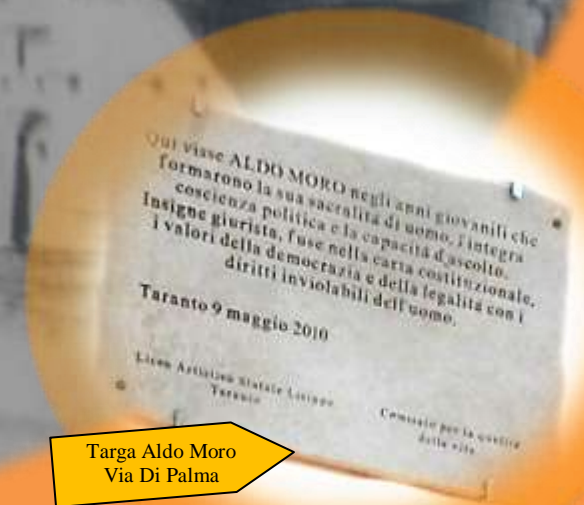 Qui visse ALDO MORO negli anni giovanili che
formarono la sua sacralità di uomo, l'integra
coscienza politica e la capacità d'ascolto.
Insigne giurista, fuse nella carta costituzionale,
i valori della democrazia e della legalità con i
diritti inviolabili dell'uomo.
Taranto 9 maggio 2010
Liceo Artistico Statale Lisippo
Taranto
Comitato per la qualità
della vita
Targa Aldo Moro
Via Di Palma